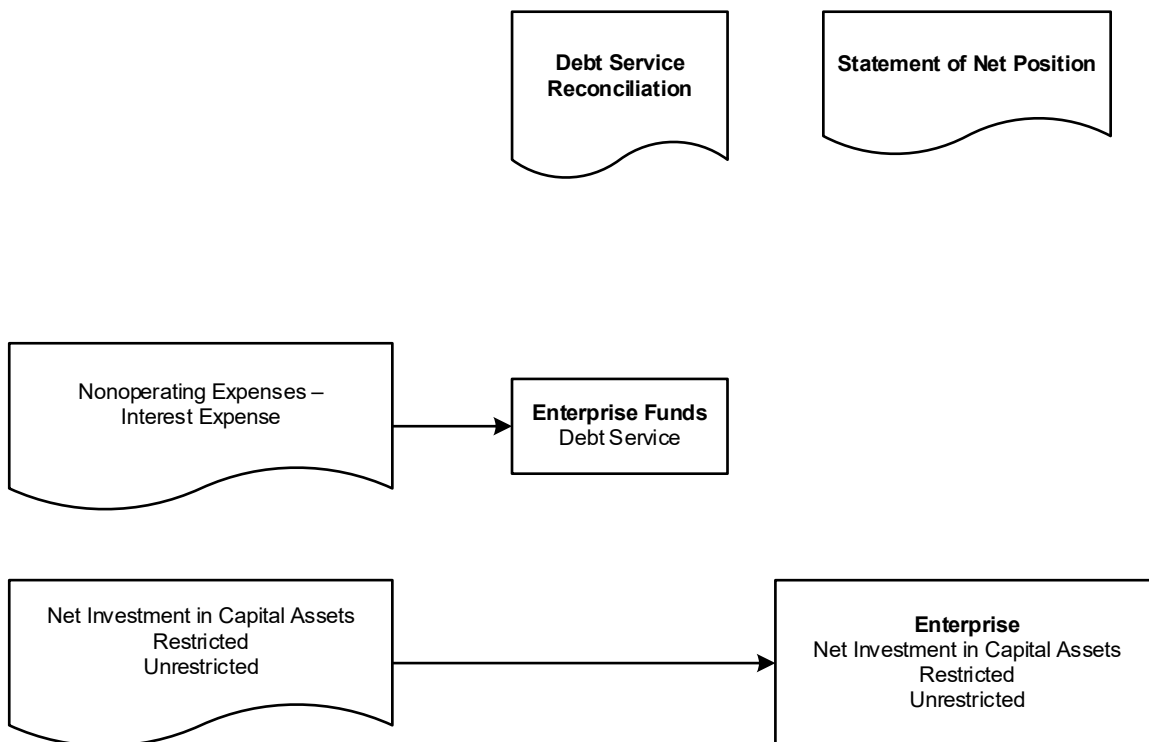 Debt Service
Reconciliation
Statement of Net Position
Nonoperating Expenses –
Interest Expense
Enterprise Funds
Debt Service
Net Investment in Capital Assets
Restricted
Unrestricted
Enterprise
Net Investment in Capital Assets
Restricted
Unrestricted